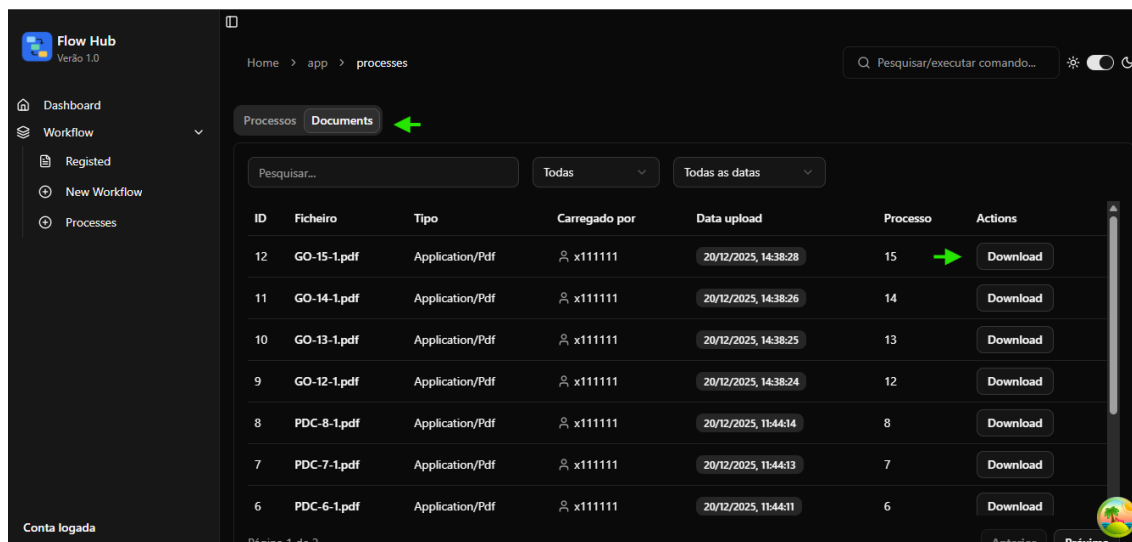 Flow Hub
Verão 1.0
Home > app > processes
Pesquisar/executar comando...
Dashboard
Workflow
Registed
New Workflow
Processes
Processos Documents
Pesquisar...
Todas
Todas as datas
ID Ficheiro Tipo Carregado por Data upload Processo Actions
12 GO-15-1.pdf Application/Pdf x111111 20/12/2025, 14:38:28 15 Download
11 GO-14-1.pdf Application/Pdf x111111 20/12/2025, 14:38:26 14 Download
10 GO-13-1.pdf Application/Pdf x111111 20/12/2025, 14:38:25 13 Download
9 GO-12-1.pdf Application/Pdf x111111 20/12/2025, 14:38:24 12 Download
8 PDC-8-1.pdf Application/Pdf x111111 20/12/2025, 11:44:14 8 Download
7 PDC-7-1.pdf Application/Pdf x111111 20/12/2025, 11:44:13 7 Download
6 PDC-6-1.pdf Application/Pdf x111111 20/12/2025, 11:44:11 6 Download
Conta logada
Página 1 de
Anterior Próximo